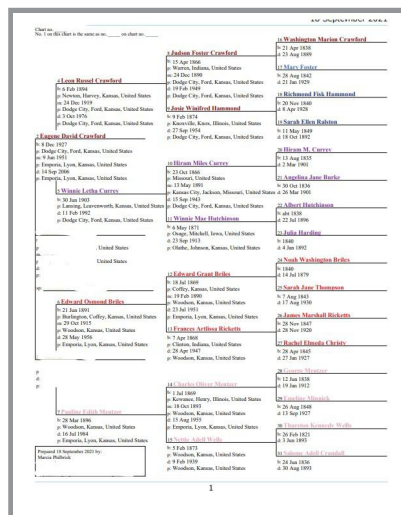 10 September 2021
Chart no.
No. 1 on this chart is the same as no. _____ on chart no. _____
16 Washington Marion Crawford
b: 21 Apr 1838
d: 23 Aug 1889
8 Judson Foster Crawford
b: 15 Apr 1866
p: Warren, Indiana, United States
m: 24 Dec 1890
p: Dodge City, Ford, Kansas, United States
d: 19 Feb 1949
p: Dodge City, Ford, Kansas, United States
17 Mary Foster
b: 26 Aug 1842
d: 21 Jun 1929
4 Leon Russel Crawford
b: 6 Feb 1894
p: Newton, Harvey, Kansas, United States
m: 24 Dec 1919
p: Dodge City, Ford, Kansas, United States
d: 3 Oct 1976
p: Dodge City, Ford, Kansas, United States
18 Richmond Fisk Hammond
b: 20 Nov 1840
d: 8 Apr 1928
9 Josie Winifred Hammond
b: 9 Feb 1874
p: Knoxville, Knox, Illinois, United States
d: 27 Sep 1954
p: Dodge City, Ford, Kansas, United States
19 Sarah Ellen Ralston
b: 11 May 1849
d: 18 Oct 1892
2 Eugene David Crawford
b: 8 Dec 1927
p: Dodge City, Ford, Kansas, United States
m: 9 Jun 1951
p: Emporia, Lyon, Kansas, United States
d: 14 Sep 2006
p: Emporia, Lyon, Kansas, United States
20 Hiram M. Currey
b: 13 Aug 1835
d: 2 Mar 1901
10 Hiram Miles Currey
b: 23 Oct 1866
p: Missouri, United States
m: 13 May 1891
p: Kansas City, Jackson, Missouri, United States
d: 15 Sep 1943
p: Dodge City, Ford, Kansas, United States
21 Angelina Jane Burke
b: 30 Oct 1836
d: 26 Mar 1901
5 Winnie Letha Currey
b: 30 Jun 1903
p: Lansing, Leavenworth, Kansas, United States
d: 11 Feb 1992
p: Dodge City, Ford, Kansas, United States
22 Albert Hutchinson
b: abt 1838
d: 22 Jul 1896
11 Winnie Mae Hutchinson
b: 6 May 1871
p: Osage, Mitchell, Iowa, United States
d: 23 Sep 1913
p: Olathe, Johnson, Kansas, United States
23 Julia Harding
b: 1840
d: 4 Jun 1892
, United States
United States
24 Noah Washington Briles
b: 1840
d: 14 Jul 1879
12 Edward Grant Briles
b: 18 Jul 1869
p: Coffey, Kansas, United States
m: 19 Feb 1890
p: Woodson, Kansas, United States
d: 23 Jul 1951
p: Emporia, Lyon, Kansas, United States
25 Sarah Jane Thompson
b: 7 Aug 1843
d: 17 Aug 1930
6 Edward Osmond Briles
b: 21 Jun 1891
p: Burlington, Coffey, Kansas, United States
m: 29 Oct 1915
p: Woodson, Kansas, United States
d: 28 May 1956
p: Emporia, Lyon, Kansas, United States
26 James Marshall Ricketts
b: 28 Nov 1847
d: 28 Nov 1920
13 Frances Artlissa Ricketts
b: 7 Apr 1868
p: Clinton, Indiana, United States
d: 28 Apr 1947
p: Woodson, Kansas, United States
27 Rachel Elmeda Christy
b: 28 Apr 1845
d: 27 Jan 1927
28 George Mentzer
b: 12 Jan 1838
d: 19 Jan 1912
14 Charles Oliver Mentzer
b: 1 Jul 1869
p: Kewanee, Henry, Illinois, United States
m: 18 Oct 1893
p: Woodson, Kansas, United States
d: 15 Aug 1955
p: Emporia, Lyon, Kansas, United States
29 Emeline Minnick
b: 26 Aug 1848
d: 13 Sep 1927
7 Pauline Edith Mentzer
b: 28 Mar 1896
p: Woodson, Kansas, United States
d: 16 Jul 1984
p: Emporia, Lyon, Kansas, United States
30 Thornton Kennedy Wells
b: 26 Feb 1821
d: 3 Jun 1893
15 Nettie Adell Wells
b: 5 Feb 1873
p: Woodson, Kansas, United States
d: 9 Feb 1939
p: Woodson, Kansas, United States
31 Salome Adell Crandall
b: 24 Jun 1836
d: 30 Aug 1893
Prepared 10 September 2021 by:
Marcia Philbrick
1